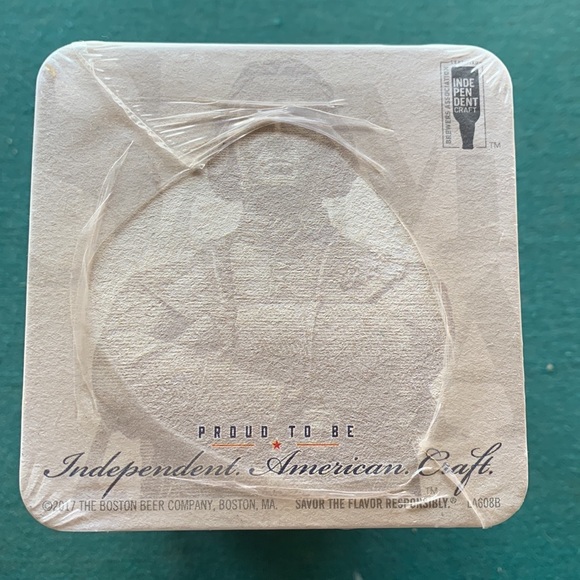 BREWERS ASSOCIATION
INDE
PEN
DENT
CRAFT
TM
PROUD TO BE
Independent. American. Craft.
TM
©2017 THE BOSTON BEER COMPANY, BOSTON, MA. SAVOR THE FLAVOR RESPONSIBLY.® LA608B